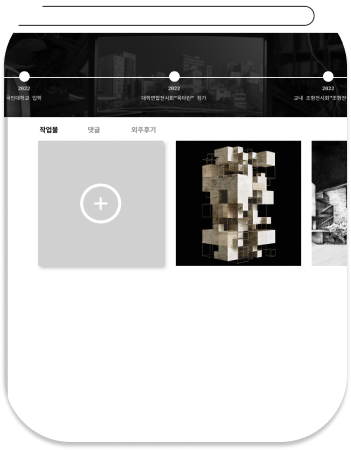 2022
국민대학교 입학
2022
대학연합전시회"옥타곤" 참가
2022
교내 조형전시회"조형전
작업물
댓글
외주후기